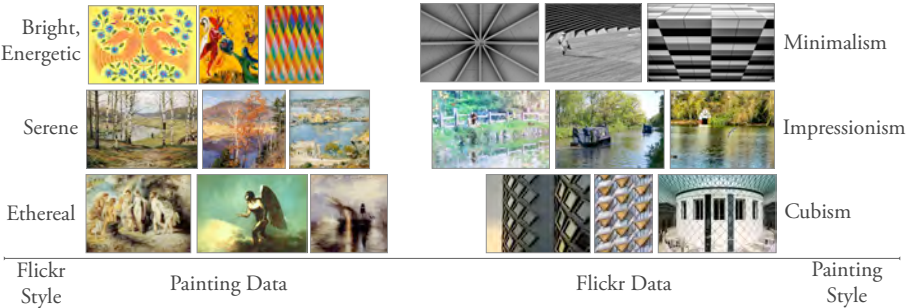 Bright,
Energetic
Minimalism
Serene
Impressionism
Ethereal
Cubism
Flickr
Style
Painting Data
Flickr Data
Painting
Style